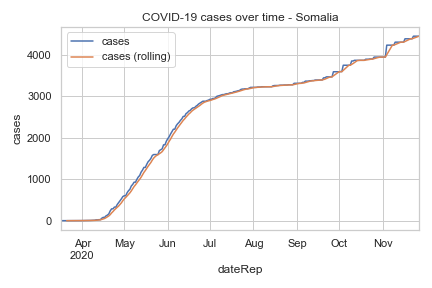 COVID-19 cases over time - Somalia
cases
cases (rolling)
4000
3000
2000
1000
0
cases
Apr May Jun Jul Aug Sep Oct Nov
2020
dateRep